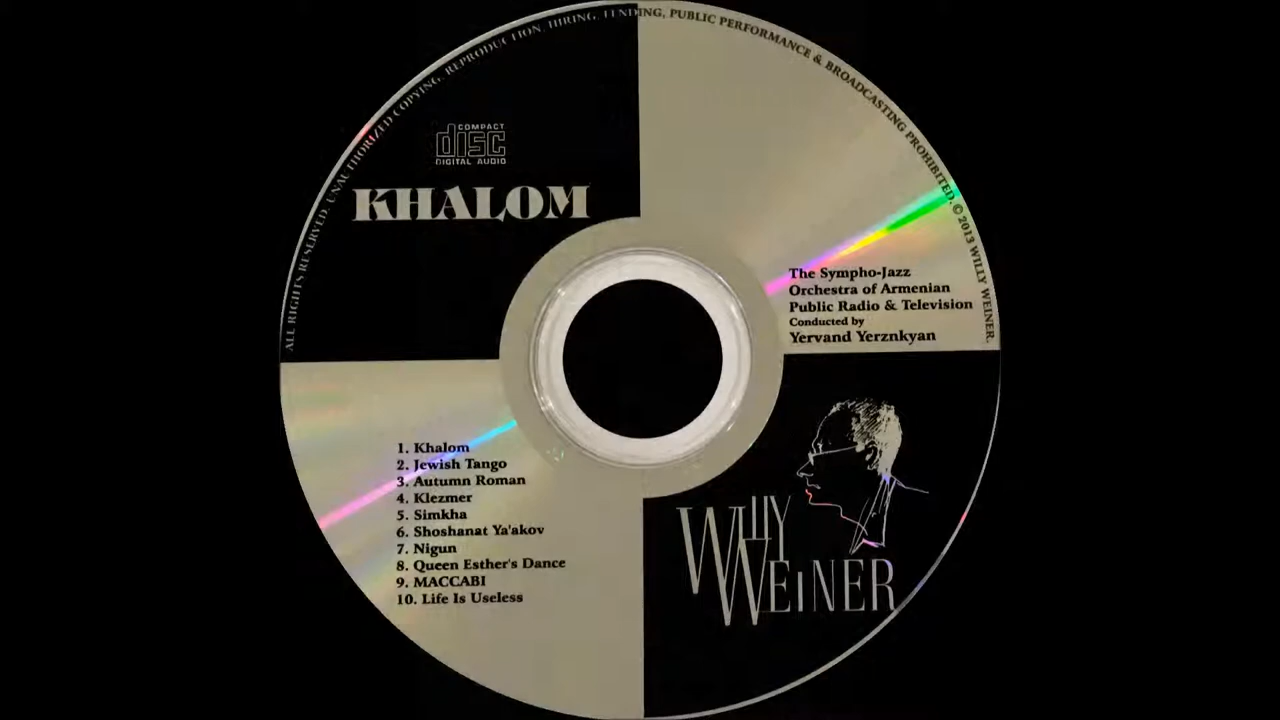 ALL RIGHTS RESERVED. UNAUTHORIZED COPYING, REPRODUCTION, HIRING, LENDING, PUBLIC PERFORMANCE & BROADCASTING PROHIBITED. © 2013 WILLY WEINER.
COMPACT
disc
DIGITAL AUDIO
KHALOM
The Sympho-Jazz
Orchestra of Armenian
Public Radio & Television
Conducted by
Yervand Yerznkyan
1. Khalom
2. Jewish Tango
3. Autumn Roman
4. Klezmer
5. Simkha
6. Shoshanat Ya'akov
7. Nigun
8. Queen Esther's Dance
9. MACCABI
10. Life Is Useless
WILLY
WEINER